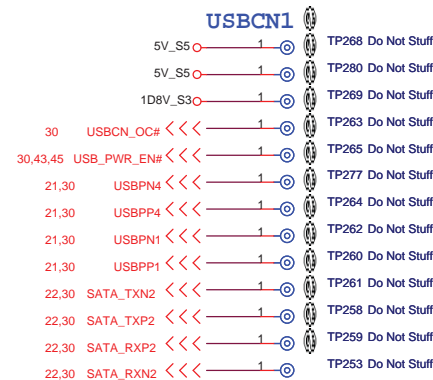 USBCN1
5V_S5 1 TP268 Do Not Stuff
5V_S5 1 TP280 Do Not Stuff
1D8V_S3 1 TP269 Do Not Stuff
30 USBCN_OC# 1 TP263 Do Not Stuff
30,43,45 USB_PWR_EN# 1 TP265 Do Not Stuff
21,30 USBPN4 1 TP277 Do Not Stuff
21,30 USBPP4 1 TP264 Do Not Stuff
21,30 USBPN1 1 TP262 Do Not Stuff
21,30 USBPP1 1 TP260 Do Not Stuff
22,30 SATA_TXN2 1 TP261 Do Not Stuff
22,30 SATA_TXP2 1 TP258 Do Not Stuff
22,30 SATA_RXP2 1 TP259 Do Not Stuff
22,30 SATA_RXN2 1 TP253 Do Not Stuff